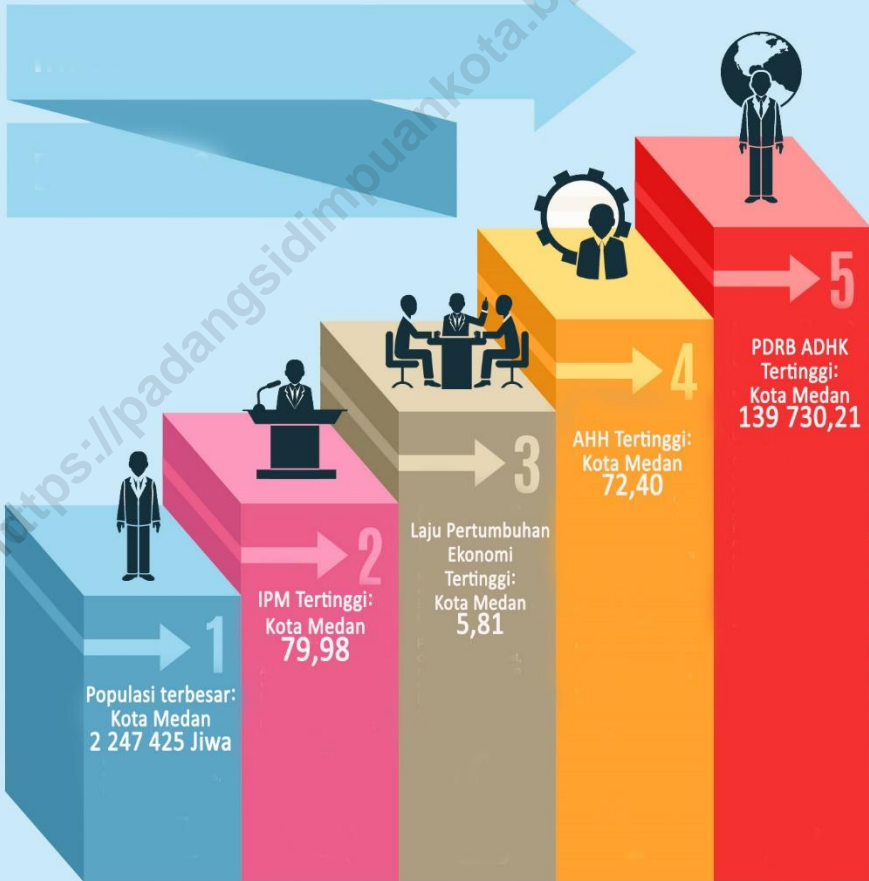 https://padangsidimpuankota.b
1
Populasi terbesar:
Kota Medan
2 247 425 Jiwa
2
IPM Tertinggi:
Kota Medan
79,98
3
Laju Pertumbuhan
Ekonomi
Tertinggi:
Kota Medan
5,81
4
AHH Tertinggi:
Kota Medan
72,40
5
PDRB ADHK
Tertinggi:
Kota Medan
139 730,21